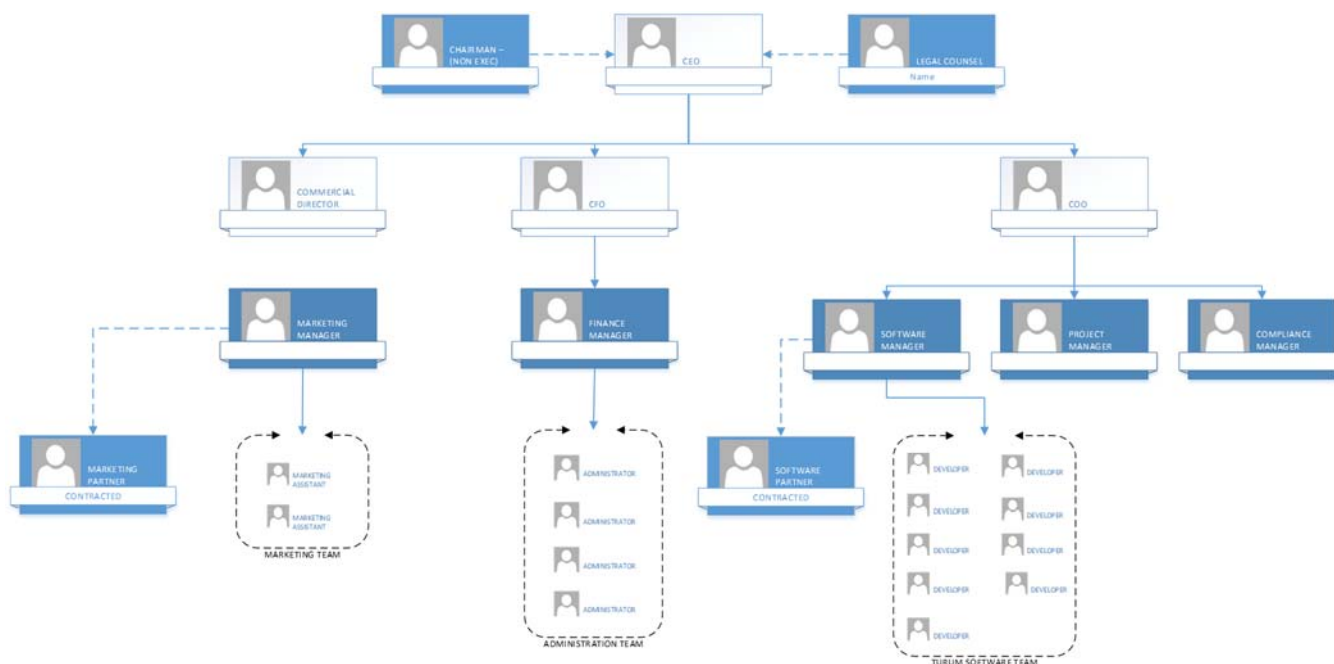 CHAIRMAN –
(NON EXEC)
CEO
LEGAL COUNSEL
Name
COMMERCIAL
DIRECTOR
CFO
COO
MARKETING
MANAGER
FINANCE
MANAGER
SOFTWARE
MANAGER
PROJECT
MANAGER
COMPLIANCE
MANAGER
MARKETING
PARTNER
CONTRACTED
MARKETING
ASSISTANT
MARKETING
ASSISTANT
MARKETING TEAM
ADMINISTRATOR
ADMINISTRATOR
ADMINISTRATOR
ADMINISTRATOR
ADMINISTRATION TEAM
SOFTWARE
PARTNER
CONTRACTED
DEVELOPER
DEVELOPER
DEVELOPER
DEVELOPER
DEVELOPER
DEVELOPER
DEVELOPER
DEVELOPER
DEVELOPER
TURUM SOFTWARE TEAM